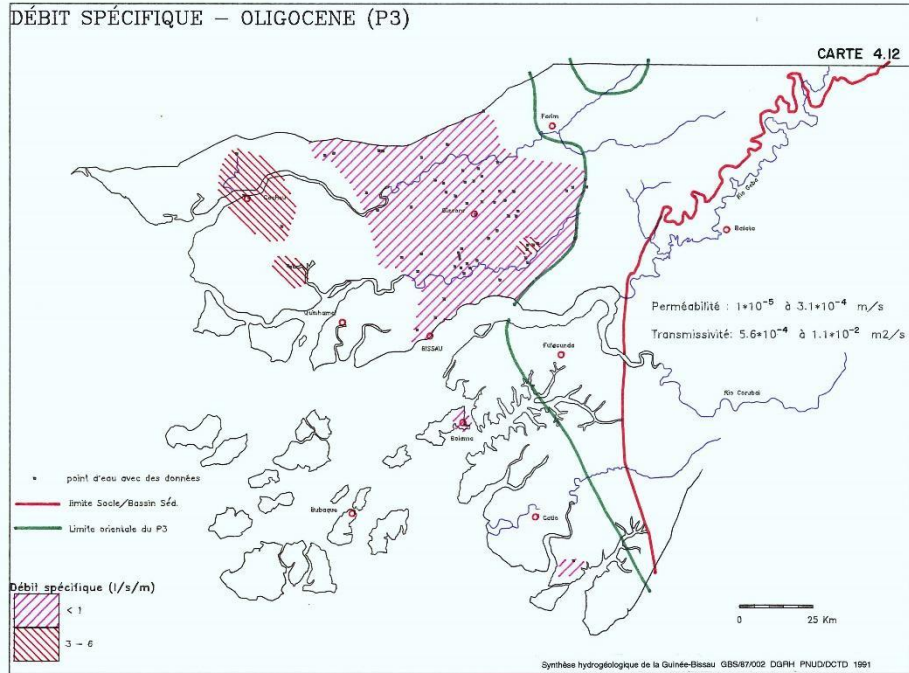 DÉBIT SPÉCIFIQUE – OLIGOCENE (P3)
CARTE 4.12
Farim
Cacheu
Bissora
Rio Geba
Bafata
Perméabilité : 1*10⁻⁵ à 3.1*10⁻⁴ m/s
Transmissivité: 5.6*10⁻⁴ à 1.1*10⁻² m2/s
Quinhamel
BISSAU
Fulacunda
Rio Corubal
Bolama
Bubaque
Catio
point d'eau avec des données
limite Socle/Bassin Séd.
Limite orientale du P3
Débit spécifique (l/s/m)
< 1
3 – 6
0 25 Km
Synthèse hydrogéologique de la Guinée-Bissau GBS/87/002 DGRH PNUD/DCTD 1991